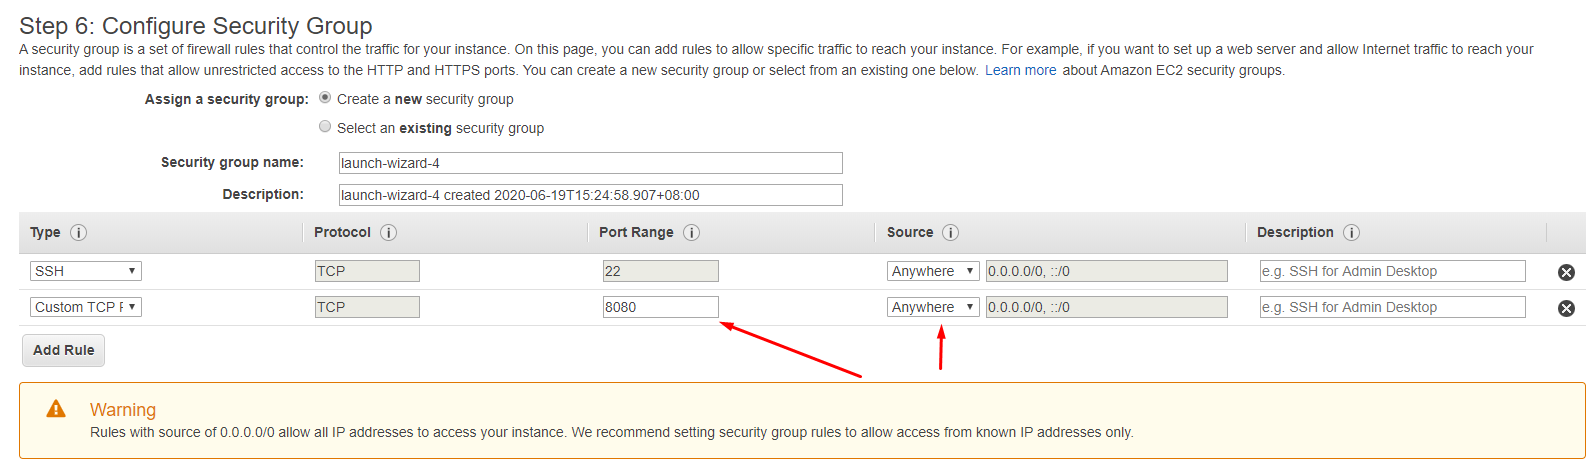 Step 6: Configure Security Group
A security group is a set of firewall rules that control the traffic for your instance. On this page, you can add rules to allow specific traffic to reach your instance. For example, if you want to set up a web server and allow Internet traffic to reach your
instance, add rules that allow unrestricted access to the HTTP and HTTPS ports. You can create a new security group or select from an existing one below. Learn more about Amazon EC2 security groups.
Assign a security group: Create a new security group
Select an existing security group
Security group name: launch-wizard-4
Description: launch-wizard-4 created 2020-06-19T15:24:58.907+08:00
Type i Protocol i Port Range i Source i Description i
SSH TCP 22 Anywhere 0.0.0.0/0, ::/0 e.g. SSH for Admin Desktop
Custom TCP F TCP 8080 Anywhere 0.0.0.0/0, ::/0 e.g. SSH for Admin Desktop
Add Rule
Warning
Rules with source of 0.0.0.0/0 allow all IP addresses to access your instance. We recommend setting security group rules to allow access from known IP addresses only.